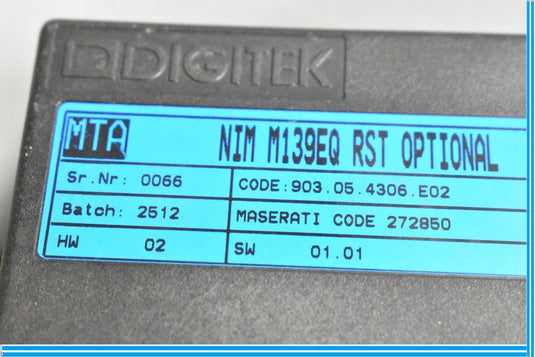 DIGITEK
MTA NIM M139EQ RST OPTIONAL
Sr.Nr: 0066 CODE:903.05.4306.E02
Batch: 2512 MASERATI CODE 272850
HW 02 SW 01.01